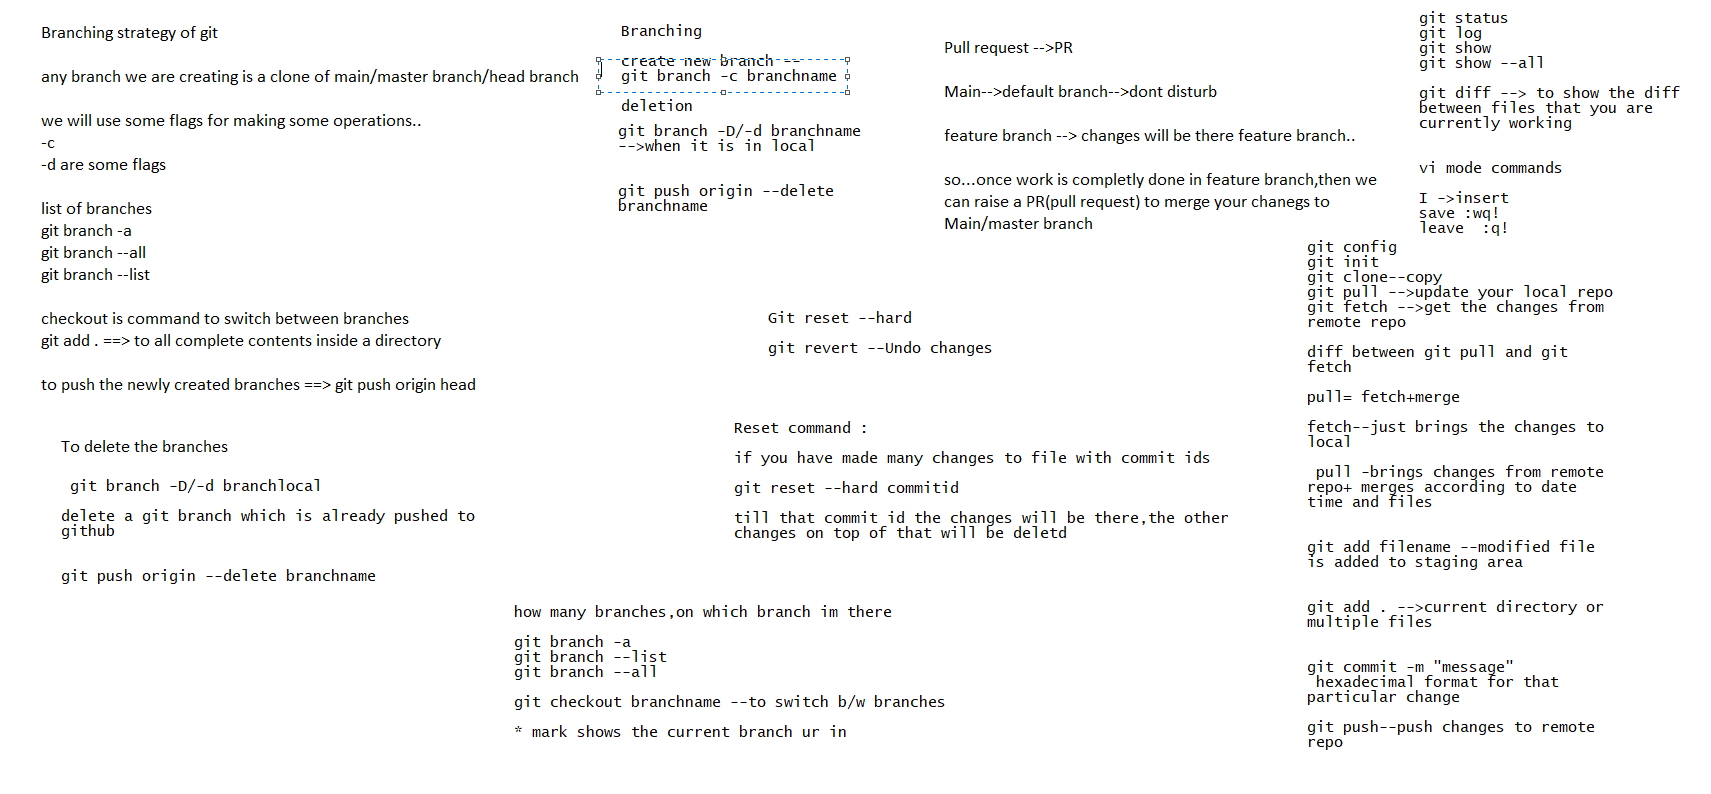 Branching strategy of git
any branch we are creating is a clone of main/master branch/head branch
we will use some flags for making some operations..
-c
-d are some flags
list of branches
git branch -a
git branch --all
git branch --list
checkout is command to switch between branches
git add . ==> to all complete contents inside a directory
to push the newly created branches ==> git push origin head
To delete the branches
git branch -D/-d branchlocal
delete a git branch which is already pushed to
github
git push origin --delete branchname
Branching
create new branch --
git branch -c branchname
deletion
git branch -D/-d branchname
-->when it is in local
git push origin --delete
branchname
Pull request -->PR
Main-->default branch-->dont disturb
feature branch --> changes will be there feature branch..
so...once work is completly done in feature branch,then we
can raise a PR(pull request) to merge your chanegs to
Main/master branch
Git reset --hard
git revert --Undo changes
Reset command :
if you have made many changes to file with commit ids
git reset --hard commitid
till that commit id the changes will be there,the other
changes on top of that will be deletd
how many branches,on which branch im there
git branch -a
git branch --list
git branch --all
git checkout branchname --to switch b/w branches
* mark shows the current branch ur in
git status
git log
git show
git show --all
git diff --> to show the diff
between files that you are
currently working
vi mode commands
I ->insert
save :wq!
leave  :q!
git config
git init
git clone--copy
git pull -->update your local repo
git fetch -->get the changes from
remote repo
diff between git pull and git
fetch
pull= fetch+merge
fetch--just brings the changes to
local
pull -brings changes from remote
repo+ merges according to date
time and files
git add filename --modified file
is added to staging area
git add . -->current directory or
multiple files
git commit -m "message"
hexadecimal format for that
particular change
git push--push changes to remote
repo